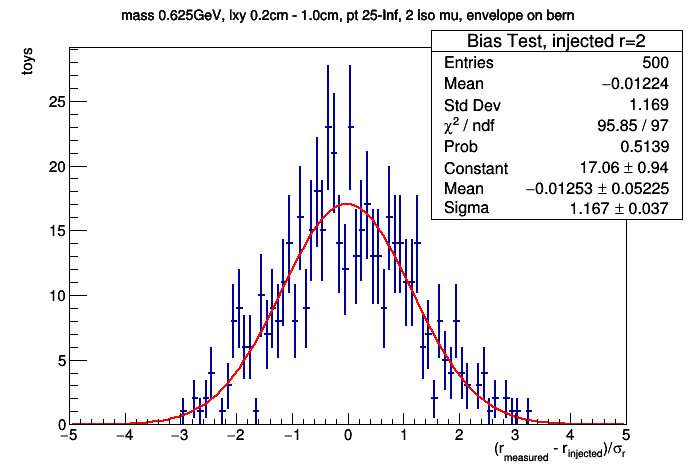 mass 0.625GeV, lxy 0.2cm - 1.0cm, pt 25-Inf, 2 Iso mu, envelope on bern
Bias Test, injected r=2
Entries 500
Mean −0.01224
Std Dev 1.169
χ² / ndf 95.85 / 97
Prob 0.5139
Constant 17.06 ± 0.94
Mean −0.01253 ± 0.05225
Sigma 1.167 ± 0.037
toys
25
20
15
10
5
0
−5 −4 −3 −2 −1 0 1 2 3 4 5
(r_measured - r_injected)/σ_r